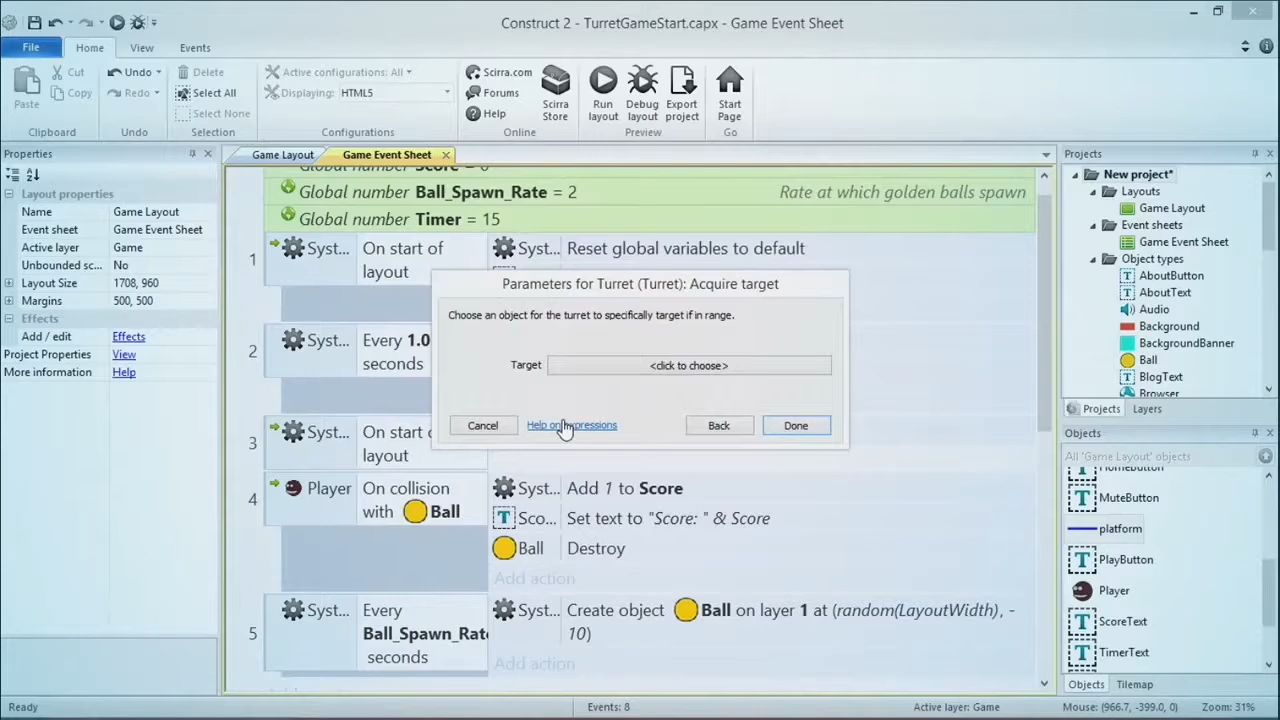 Construct 2 - TurretGameStart.capx - Game Event Sheet
File
Home
View
Events
Paste
Cut
Copy
Clipboard
Undo
Redo
Undo
Delete
Select All
Select None
Selection
Active configurations: All
Displaying: HTML5
Configurations
Scirra.com
Forums
Help
Scirra
Store
Online
Run
layout
Debug
layout
Export
project
Preview
Start
Page
Go
Properties
Layout properties
Name Game Layout
Event sheet Game Event Sheet
Active layer Game
Unbounded sc... No
Layout Size 1708, 960
Margins 500, 500
Effects
Add / edit Effects
Project Properties View
More information Help
Game Layout
Game Event Sheet
Global number Score = 0
Global number Ball_Spawn_Rate = 2 Rate at which golden balls spawn
Global number Timer = 15
1 Syst... On start of
layout
Syst... Reset global variables to default
2 Syst... Every 1.0
seconds
3 Syst... On start o
layout
4 Player On collision
with Ball
Syst... Add 1 to Score
Sco... Set text to "Score: " & Score
Ball Destroy
Add action
5 Syst... Every
Ball_Spawn_Rate
seconds
Syst... Create object Ball on layer 1 at (random(LayoutWidth), -
10)
Add action
Parameters for Turret (Turret): Acquire target
Choose an object for the turret to specifically target if in range.
Target <click to choose>
Cancel
Help on expressions
Back
Done
Projects
New project*
Layouts
Game Layout
Event sheets
Game Event Sheet
Object types
AboutButton
AboutText
Audio
Background
BackgroundBanner
Ball
BlogText
Browser
Projects
Layers
Objects
All 'Game Layout' objects
HomeButton
MuteButton
platform
PlayButton
Player
ScoreText
TimerText
Objects
Tilemap
Ready
Events: 8
Active layer: Game
Mouse: (966.7, -399.0, 0)
Zoom: 31%